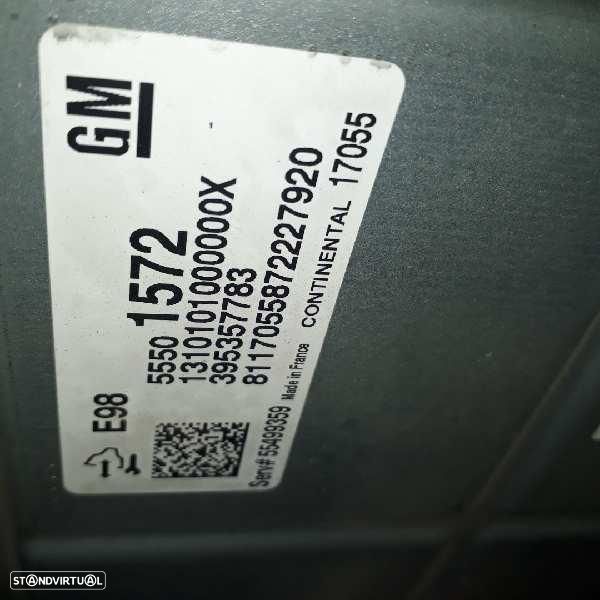 GM
E98
5550 1572
1310101000000X
395357783
8117055872227920
Serv# 55499359 Made in France CONTINENTAL 17055
STANDVIRTUAL